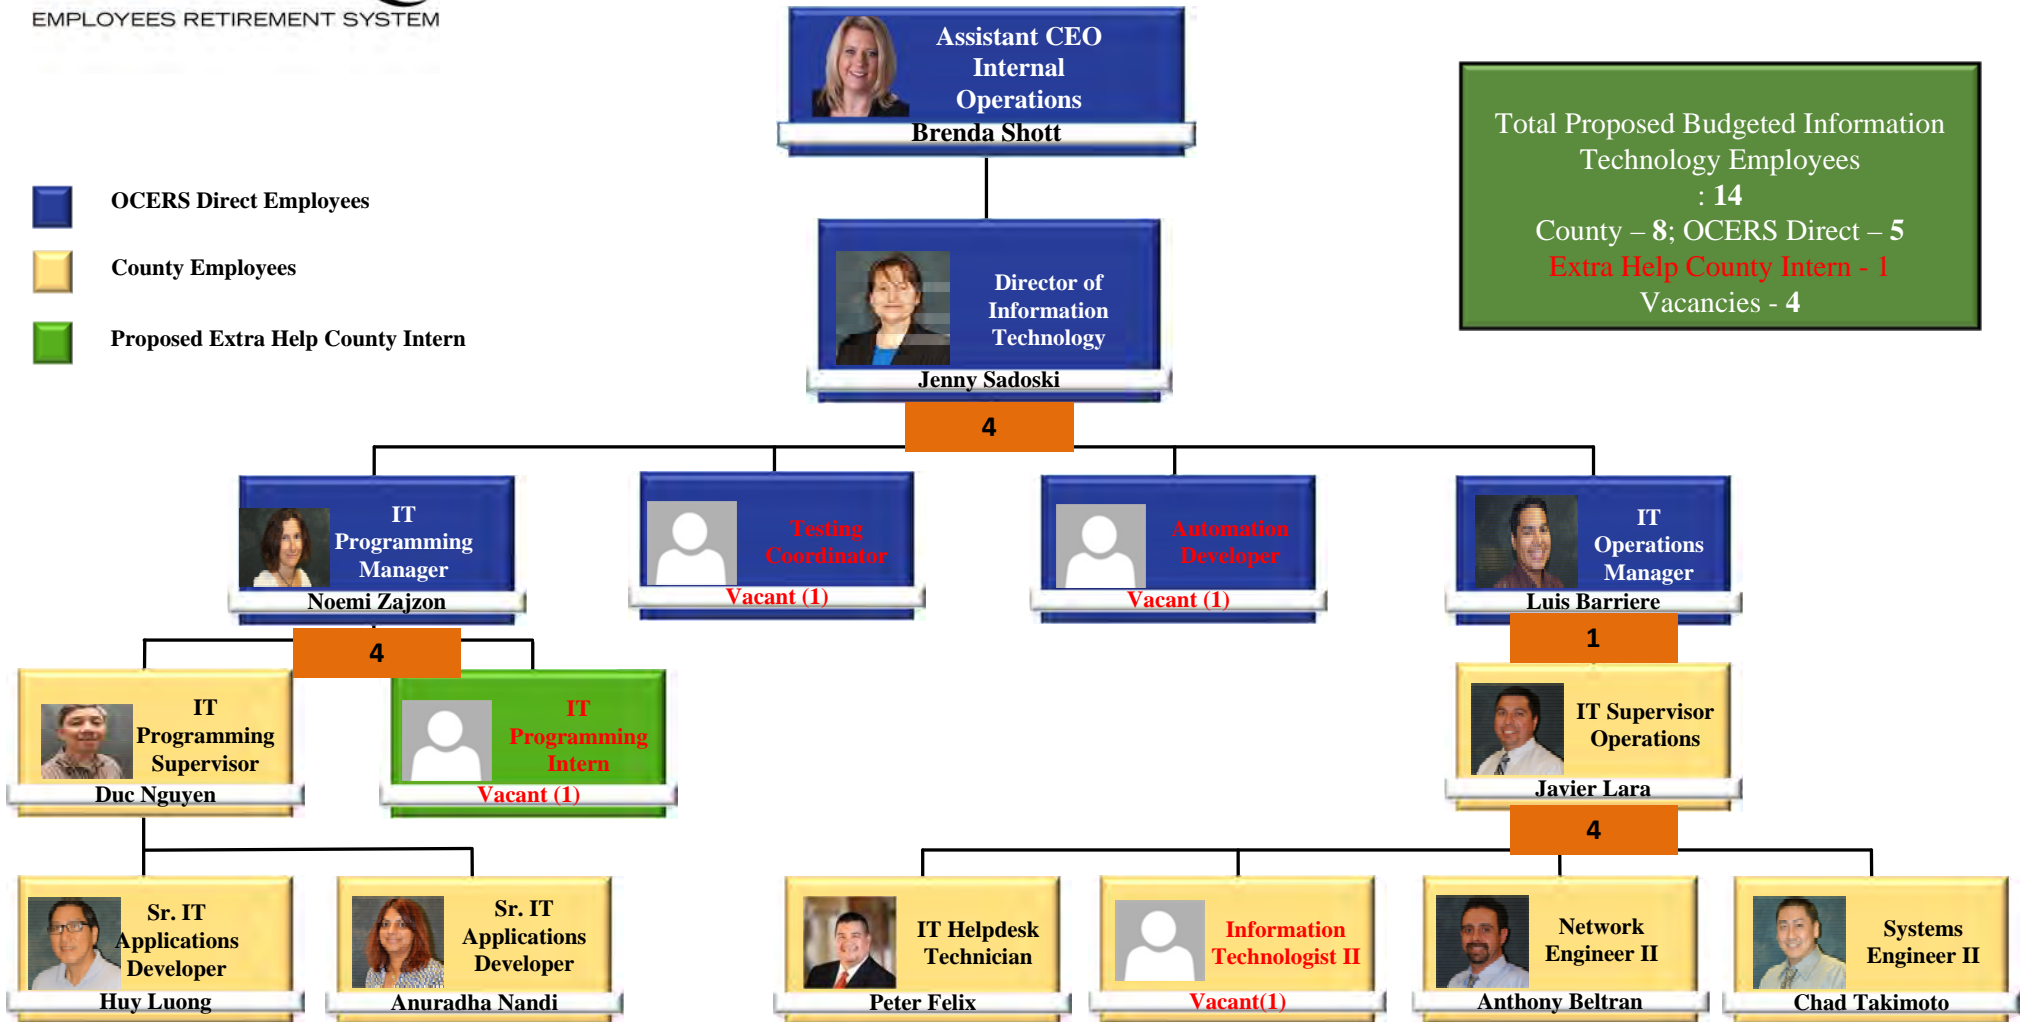 EMPLOYEES RETIREMENT SYSTEM
Assistant CEO
Internal
Operations
Brenda Shott
Total Proposed Budgeted Information
Technology Employees
: 14
County – 8; OCERS Direct – 5
Extra Help County Intern - 1
Vacancies - 4
OCERS Direct Employees
County Employees
Proposed Extra Help County Intern
Director of
Information
Technology
Jenny Sadoski
4
IT
Programming
Manager
Noemi Zajzon
Testing
Coordinator
Vacant (1)
Automation
Developer
Vacant (1)
IT
Operations
Manager
Luis Barriere
4
1
IT
Programming
Supervisor
Duc Nguyen
IT
Programming
Intern
Vacant (1)
IT Supervisor
Operations
Javier Lara
4
Sr. IT
Applications
Developer
Huy Luong
Sr. IT
Applications
Developer
Anuradha Nandi
IT Helpdesk
Technician
Peter Felix
Information
Technologist II
Vacant(1)
Network
Engineer II
Anthony Beltran
Systems
Engineer II
Chad Takimoto